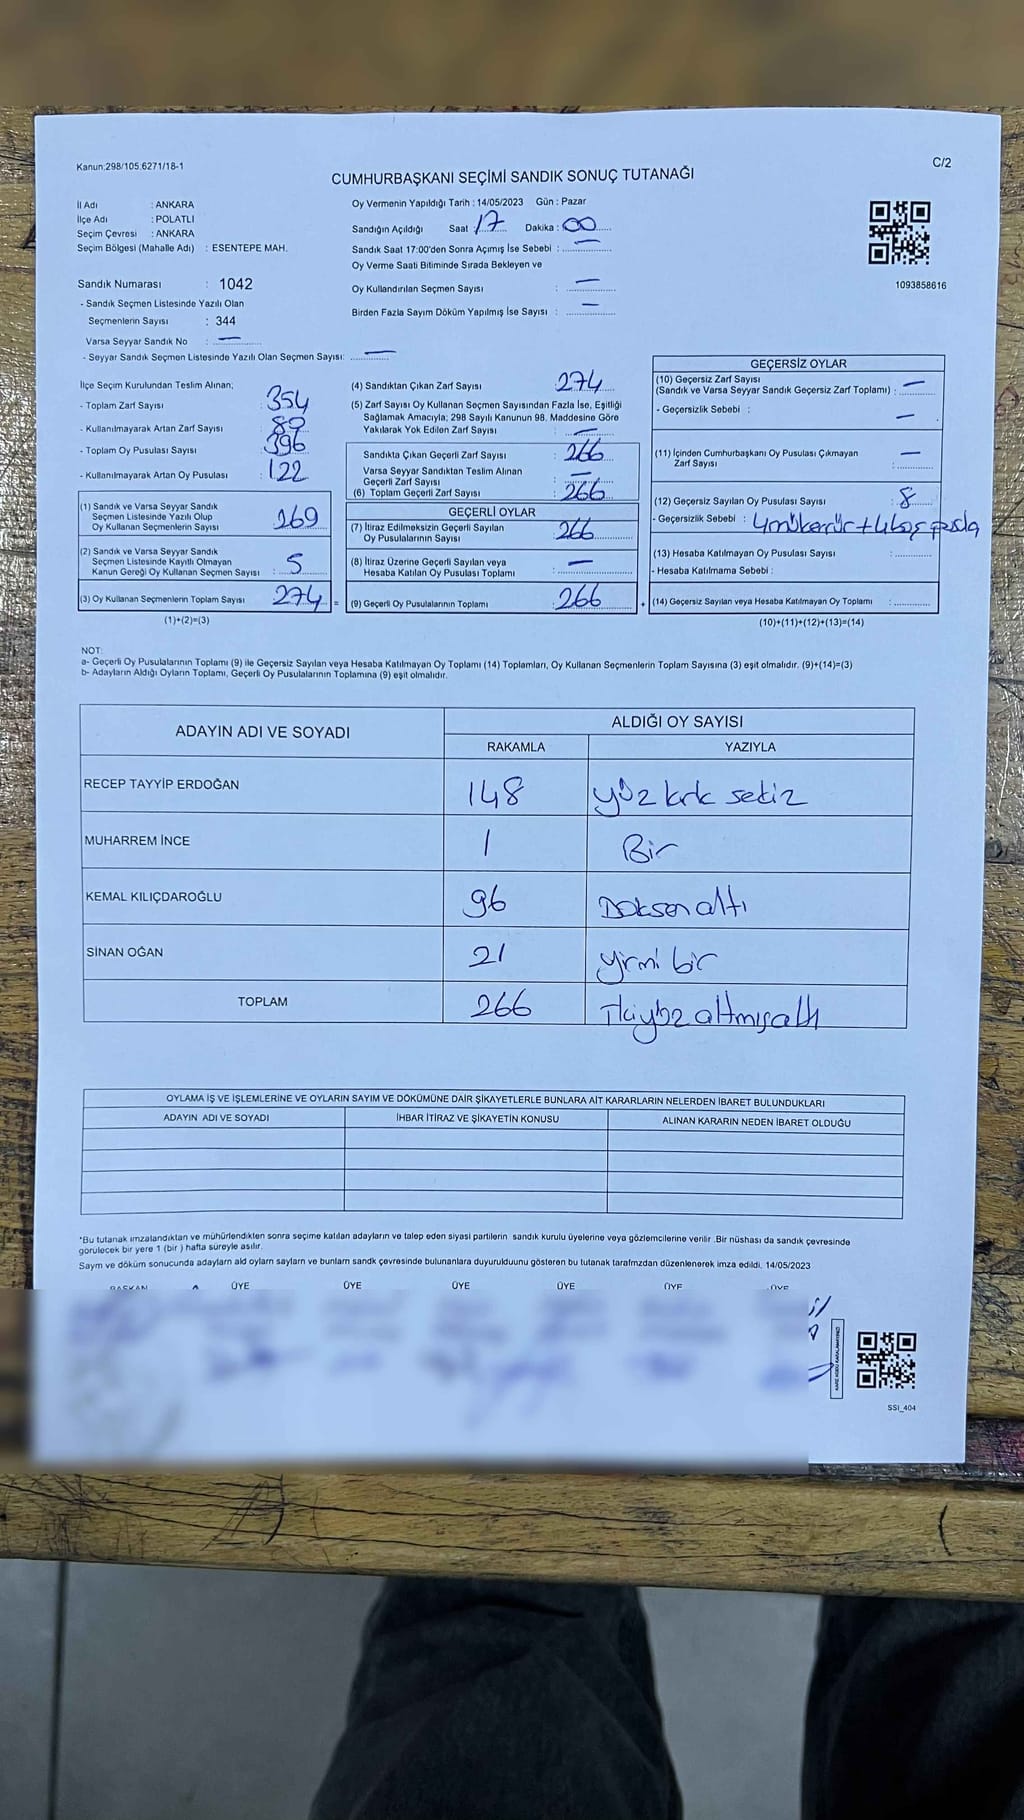 Kanun:298/105.6271/18-1
C/2
CUMHURBAŞKANI SEÇİMİ SANDIK SONUÇ TUTANAĞI
İl Adı : ANKARA
İlçe Adı : POLATLI
Seçim Çevresi : ANKARA
Seçim Bölgesi (Mahalle Adı) : ESENTEPE MAH.
Sandık Numarası : 1042
- Sandık Seçmen Listesinde Yazılı Olan
Seçmenlerin Sayısı : 344
Varsa Seyyar Sandık No : —
- Seyyar Sandık Seçmen Listesinde Yazılı Olan Seçmen Sayısı: —
Oy Vermenin Yapıldığı Tarih : 14/05/2023 Gün : Pazar
Sandığın Açıldığı Saat : 17 Dakika : 00
Sandık Saat 17:00'den Sonra Açımış İse Sebebi : —
Oy Verme Saati Bitiminde Sırada Bekleyen ve
Oy Kullandırılan Seçmen Sayısı : —
Birden Fazla Sayım Döküm Yapılmış İse Sayısı : —
1093858616
İlçe Seçim Kurulundan Teslim Alınan;
- Toplam Zarf Sayısı : 354
- Kullanılmayarak Artan Zarf Sayısı : 80
- Toplam Oy Pusulası Sayısı : 396
- Kullanılmayarak Artan Oy Pusulası : 122
(1) Sandık ve Varsa Seyyar Sandık
Seçmen Listesinde Yazılı Olup
Oy Kullanan Seçmenlerin Sayısı 269
(2) Sandık ve Varsa Seyyar Sandık
Seçmen Listesinde Kayıtlı Olmayan
Kanun Gereği Oy Kullanan Seçmen Sayısı : 5
(3) Oy Kullanan Seçmenlerin Toplam Sayısı 274 =
(1)+(2)=(3)
(4) Sandıktan Çıkan Zarf Sayısı : 274
(5) Zarf Sayısı Oy Kullanan Seçmen Sayısından Fazla İse, Eşitliği
Sağlamak Amacıyla; 298 Sayılı Kanunun 98. Maddesine Göre
Yakılarak Yok Edilen Zarf Sayısı : —
Sandıkta Çıkan Geçerli Zarf Sayısı : 266
Varsa Seyyar Sandıktan Teslim Alınan
Geçerli Zarf Sayısı : —
(6) Toplam Geçerli Zarf Sayısı : 266
GEÇERLİ OYLAR
(7) İtiraz Edilmeksizin Geçerli Sayılan
Oy Pusulalarının Sayısı : 266
(8) İtiraz Üzerine Geçerli Sayılan veya
Hesaba Katılan Oy Pusulası Toplamı : —
(9) Geçerli Oy Pusulalarının Toplamı : 266 +
GEÇERSİZ OYLAR
(10) Geçersiz Zarf Sayısı
(Sandık ve Varsa Seyyar Sandık Geçersiz Zarf Toplamı) : —
- Geçersizlik Sebebi : —
(11) İçinden Cumhurbaşkanı Oy Pusulası Çıkmayan
Zarf Sayısı : —
(12) Geçersiz Sayılan Oy Pusulası Sayısı : 8
- Geçersizlik Sebebi : 4mükerrür+4boş pusla
(13) Hesaba Katılmayan Oy Pusulası Sayısı :
- Hesaba Katılmama Sebebi :
(14) Geçersiz Sayılan veya Hesaba Katılmayan Oy Toplamı :
(10)+(11)+(12)+(13)=(14)
NOT:
a- Geçerli Oy Pusulalarının Toplamı (9) ile Geçersiz Sayılan veya Hesaba Katılmayan Oy Toplamı (14) Toplamları, Oy Kullanan Seçmenlerin Toplam Sayısına (3) eşit olmalıdır. (9)+(14)=(3)
b- Adayların Aldığı Oyların Toplamı, Geçerli Oy Pusulalarının Toplamına (9) eşit olmalıdır.
ADAYIN ADI VE SOYADI ALDIĞI OY SAYISI
RAKAMLA YAZIYLA
RECEP TAYYİP ERDOĞAN 148 yüz kırk sekiz
MUHARREM İNCE 1 Bir
KEMAL KILIÇDAROĞLU 96 Doksan altı
SİNAN OĞAN 21 yirmi bir
TOPLAM 266 İkiyüz altmış altı
OYLAMA İŞ VE İŞLEMLERİNE VE OYLARIN SAYIM VE DÖKÜMÜNE DAİR ŞİKAYETLERLE BUNLARA AİT KARARLARIN NELERDEN İBARET BULUNDUKLARI
ADAYIN ADI VE SOYADI İHBAR İTİRAZ VE ŞİKAYETİN KONUSU ALINAN KARARIN NEDEN İBARET OLDUĞU
*Bu tutanak imzalandıktan ve mühürlendikten sonra seçime katılan adayların ve talep eden siyasi partilerin sandık kurulu üyelerine veya gözlemcilerine verilir .Bir nüshası da sandık çevresinde
görülecek bir yere 1 (bir ) hafta süreyle asılır.
Saym ve döküm sonucunda adaylarn ald oylarn saylarn ve bunlarn sandk çevresinde bulunanlara duyurulduunu gösteren bu tutanak tarafmzdan düzenlenerek imza edildi. 14/05/2023
BAŞKAN ÜYE ÜYE ÜYE ÜYE ÜYE ÜYE
SSI_404